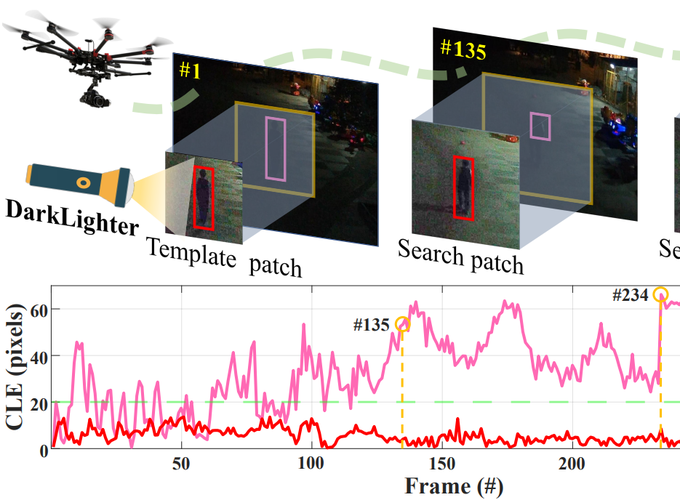 #1
#135
DarkLighter
Template patch
Search patch
Se
CLE (pixels)
60
40
20
0
#135
#234
50
100
150
200
Frame (#)